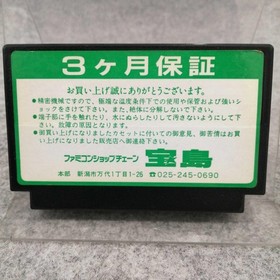 3ヶ月保証
お買い上げ誠にありがとうございます。
●精密機械ですので、極端な温度条件下での使用や保管および強いシ
ョックをさけて下さい。また、絶対に分解しないで下さい。
●端子部に手を触れたり、水にぬらしたりして汚さないようにして下
さい。故障の原因となります。
●御買い上げになりましたカセットに付いての御意見、御苦情はお買
い上げになりました販売店へ御連絡下さい。
ファミコンショップチェーン 宝島
本部 新潟市万代1丁目1-25 ☎025-245-0690